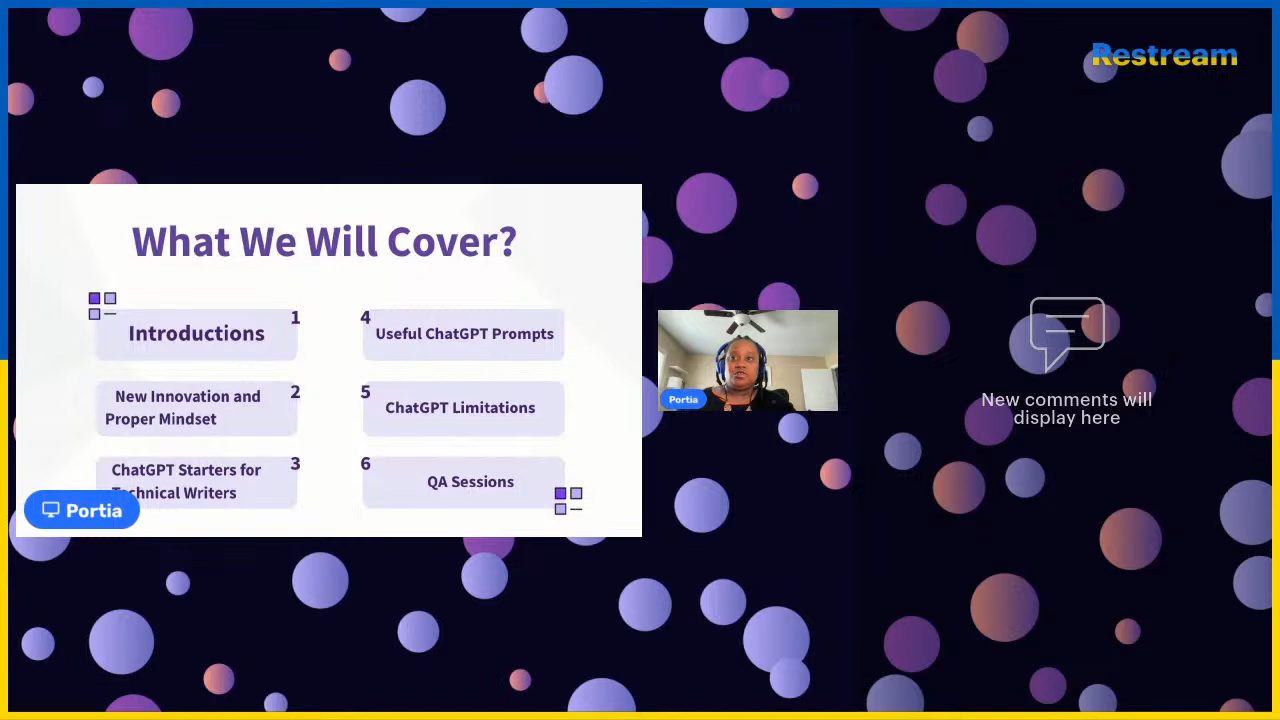 Restream
What We Will Cover?
1
Introductions
2
New Innovation and
Proper Mindset
3
ChatGPT Starters for
Technical Writers
4
Useful ChatGPT Prompts
5
ChatGPT Limitations
6
QA Sessions
Portia
Portia
New comments will
display here